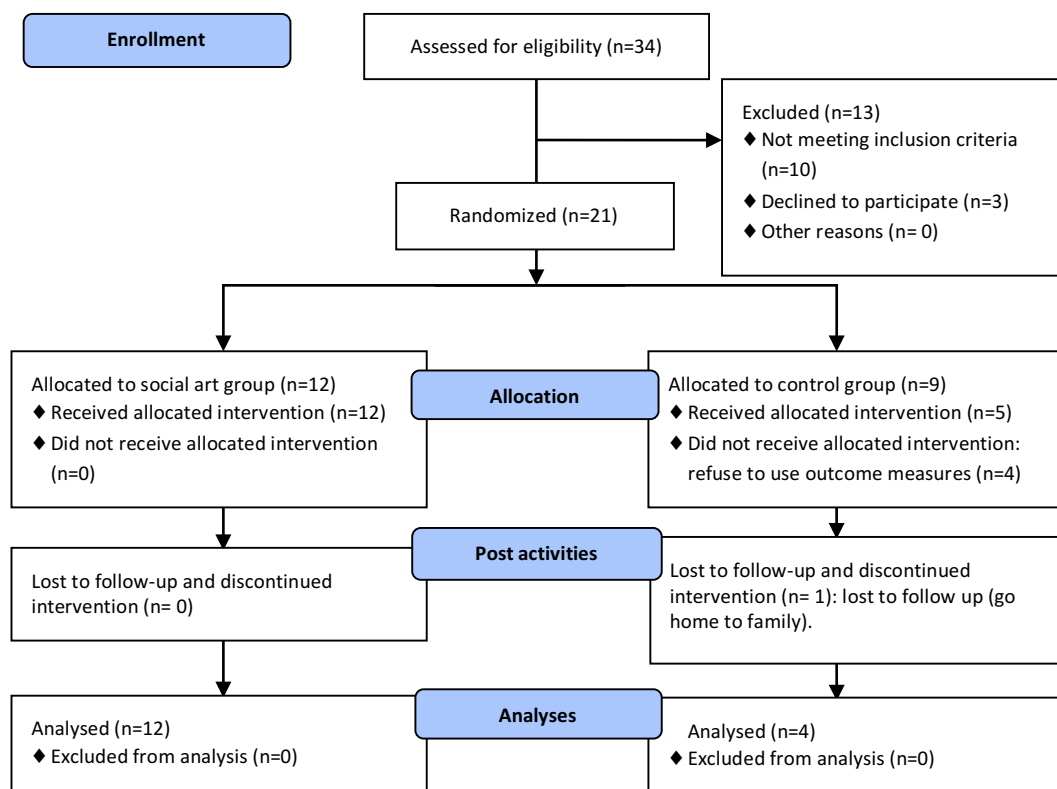 Enrollment
Assessed for eligibility (n=34)
Excluded (n=13)
♦ Not meeting inclusion criteria
(n=10)
♦ Declined to participate (n=3)
♦ Other reasons (n= 0)
Randomized (n=21)
Allocated to social art group (n=12)
♦ Received allocated intervention (n=12)
♦ Did not receive allocated intervention
(n=0)
Allocation
Allocated to control group (n=9)
♦ Received allocated intervention (n=5)
♦ Did not receive allocated intervention:
refuse to use outcome measures (n=4)
Post activities
Lost to follow-up and discontinued
intervention (n= 0)
Lost to follow-up and discontinued
intervention (n= 1): lost to follow up (go
home to family).
Analyses
Analysed (n=12)
♦ Excluded from analysis (n=0)
Analysed (n=4)
♦ Excluded from analysis (n=0)